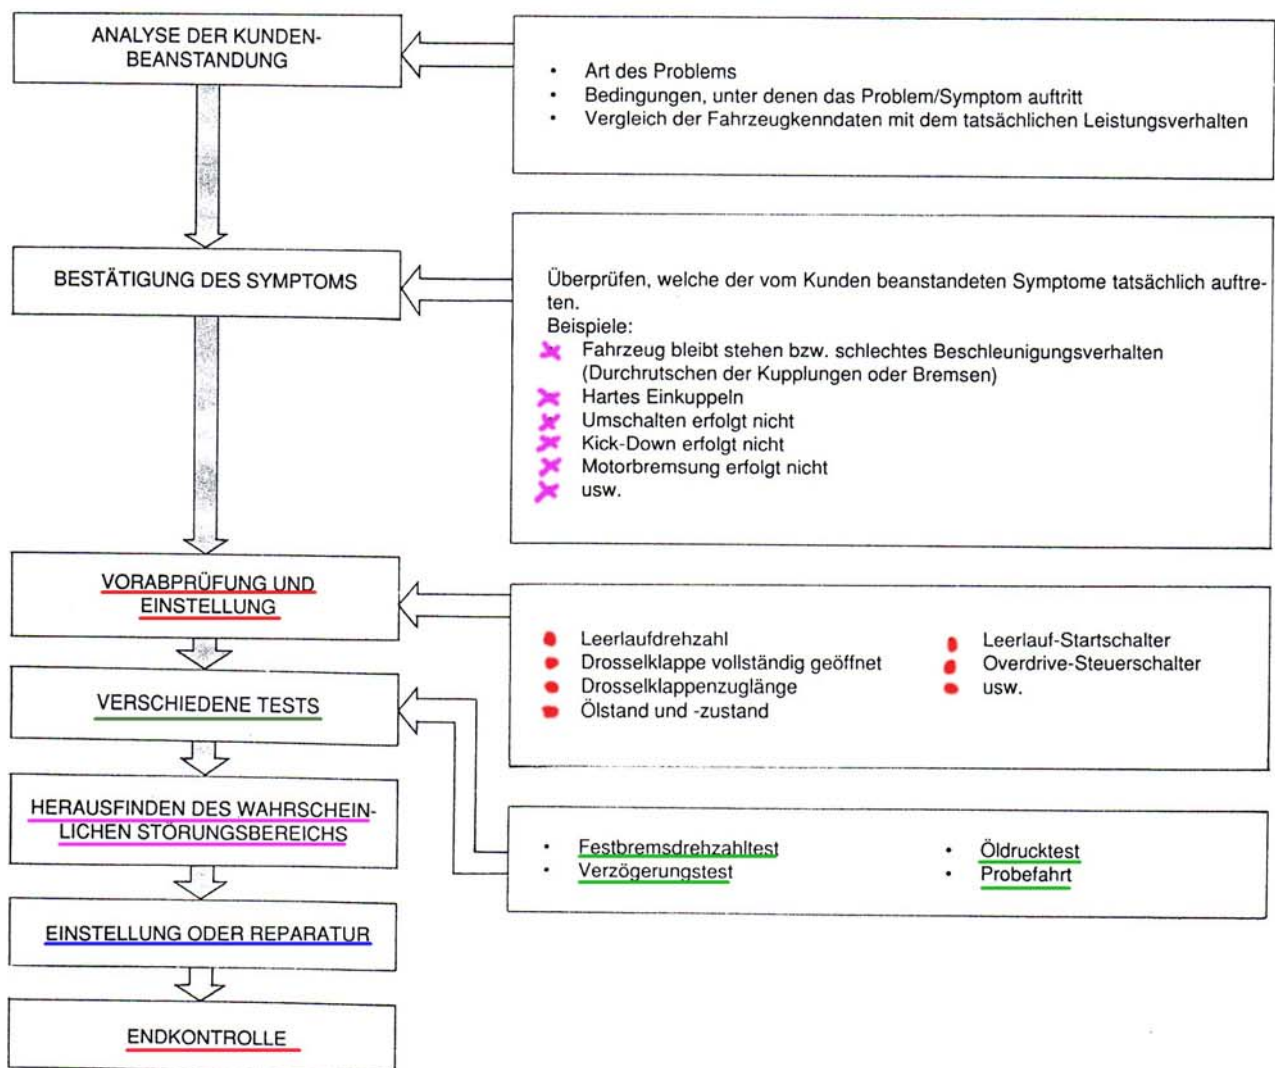 ANALYSE DER KUNDEN-
BEANSTANDUNG
• Art des Problems
• Bedingungen, unter denen das Problem/Symptom auftritt
• Vergleich der Fahrzeugkenndaten mit dem tatsächlichen Leistungsverhalten
BESTÄTIGUNG DES SYMPTOMS
Überprüfen, welche der vom Kunden beanstandeten Symptome tatsächlich auftre-
ten.
Beispiele:
Fahrzeug bleibt stehen bzw. schlechtes Beschleunigungsverhalten
(Durchrutschen der Kupplungen oder Bremsen)
Hartes Einkuppeln
Umschalten erfolgt nicht
Kick-Down erfolgt nicht
Motorbremsung erfolgt nicht
usw.
VORABPRÜFUNG UND
EINSTELLUNG
Leerlaufdrehzahl
Drosselklappe vollständig geöffnet
Drosselklappenzuglänge
Ölstand und -zustand
Leerlauf-Startschalter
Overdrive-Steuerschalter
usw.
VERSCHIEDENE TESTS
• Festbremsdrehzahltest
• Verzögerungstest
• Öldrucktest
• Probefahrt
HERAUSFINDEN DES WAHRSCHEIN-
LICHEN STÖRUNGSBEREICHS
EINSTELLUNG ODER REPARATUR
ENDKONTROLLE